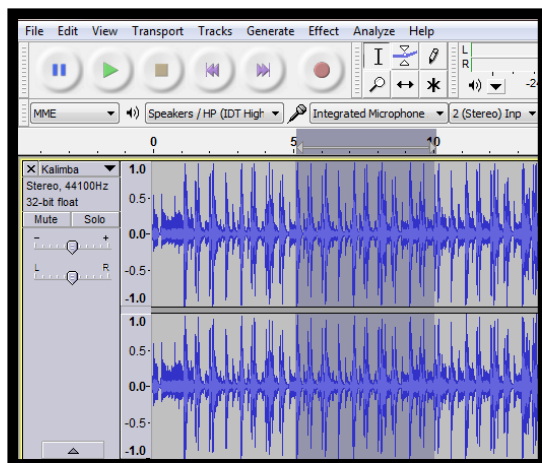 File Edit View Transport Tracks Generate Effect Analyze Help
L
R
-24
MME Speakers / HP (IDT High Integrated Microphone 2 (Stereo) Inp
0 5 10
X Kalimba 1.0
Stereo, 44100Hz
32-bit float 0.5
Mute Solo
- + 0.0
L R -0.5
-1.0
1.0
0.5
0.0
-0.5
-1.0